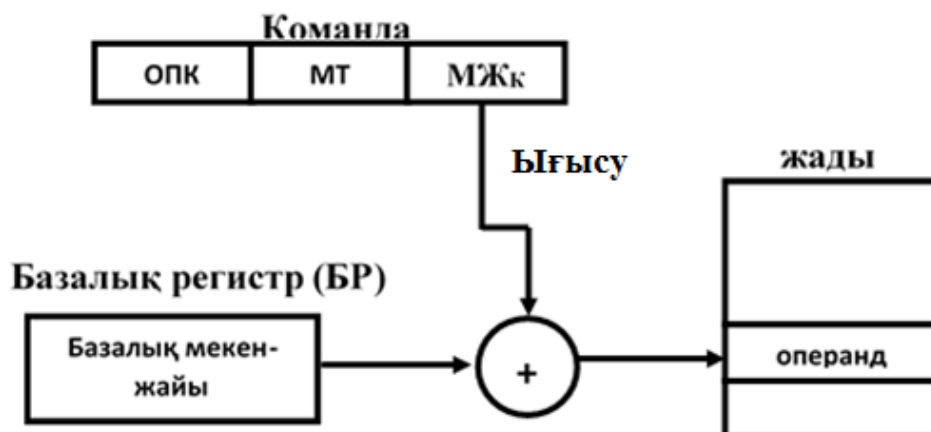 Команда
ОПК МТ МЖк
Ығысу
жады
Базалық регистр (БР)
Базалық мекен-
жайы
+
операнд